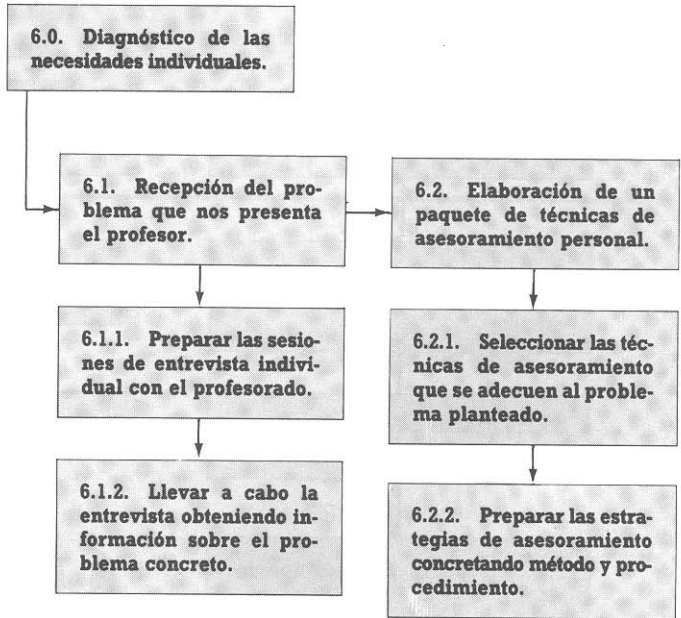 6.0. Diagnóstico de las
necesidades individuales.
6.1. Recepción del pro-
blema que nos presenta
el profesor.
6.2. Elaboración de un
paquete de técnicas de
asesoramiento personal.
6.1.1. Preparar las sesio-
nes de entrevista indivi-
dual con el profesorado.
6.2.1. Seleccionar las téc-
nicas de asesoramiento
que se adecuen al proble-
ma planteado.
6.1.2. Llevar a cabo la
entrevista obteniendo in-
formación sobre el pro-
blema concreto.
6.2.2. Preparar las estra-
tegias de asesoramiento
concretando método y pro-
cedimiento.